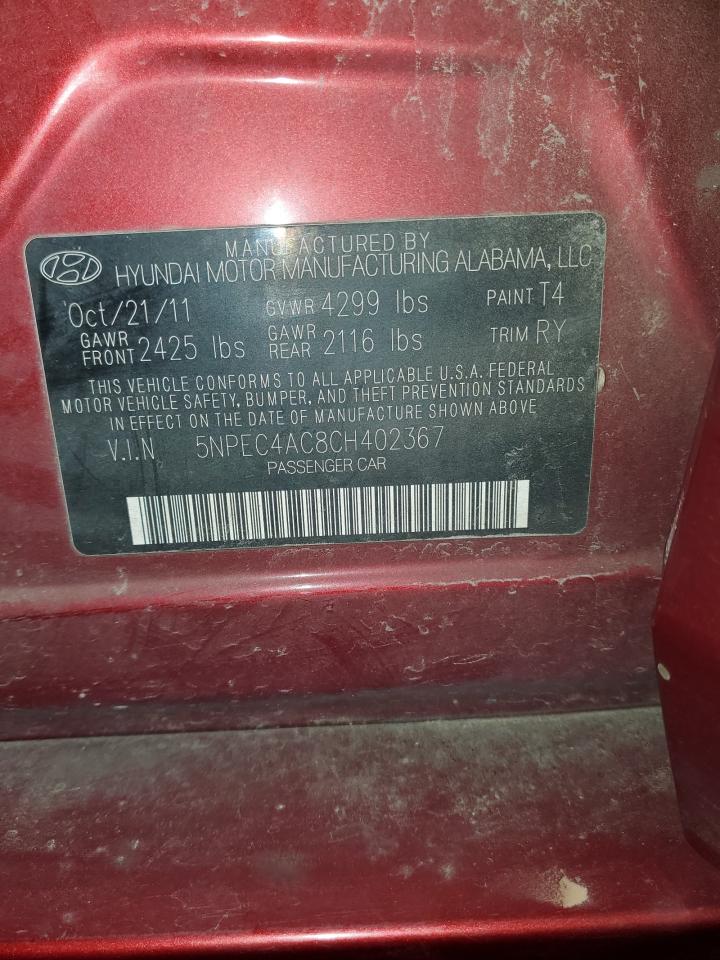 MANUFACTURED BY
HYUNDAI MOTOR MANUFACTURING ALABAMA, LLC
Oct/21/11 GVWR 4299 lbs PAINT T4
GAWR FRONT 2425 lbs GAWR REAR 2116 lbs TRIM RY
THIS VEHICLE CONFORMS TO ALL APPLICABLE U.S.A. FEDERAL
MOTOR VEHICLE SAFETY, BUMPER, AND THEFT PREVENTION STANDARDS
IN EFFECT ON THE DATE OF MANUFACTURE SHOWN ABOVE
V.I.N 5NPEC4AC8CH402367
PASSENGER CAR